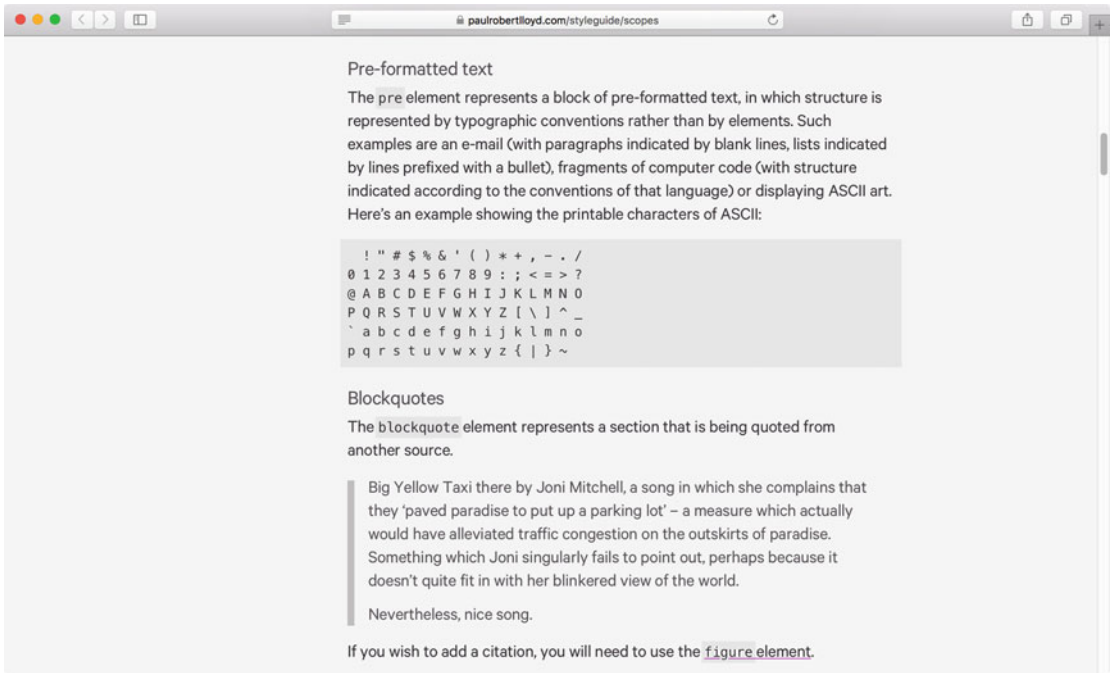 paulrobertlloyd.com/styleguide/scopes
Pre-formatted text
The pre element represents a block of pre-formatted text, in which structure is
represented by typographic conventions rather than by elements. Such
examples are an e-mail (with paragraphs indicated by blank lines, lists indicated
by lines prefixed with a bullet), fragments of computer code (with structure
indicated according to the conventions of that language) or displaying ASCII art.
Here’s an example showing the printable characters of ASCII:
! " # $ % & ' ( ) * + , - . /
0 1 2 3 4 5 6 7 8 9 : ; < = > ?
@ A B C D E F G H I J K L M N O
P Q R S T U V W X Y Z [ \ ] ^ _
` a b c d e f g h i j k l m n o
p q r s t u v w x y z { | } ~
Blockquotes
The blockquote element represents a section that is being quoted from
another source.
Big Yellow Taxi there by Joni Mitchell, a song in which she complains that
they ‘paved paradise to put up a parking lot’ – a measure which actually
would have alleviated traffic congestion on the outskirts of paradise.
Something which Joni singularly fails to point out, perhaps because it
doesn’t quite fit in with her blinkered view of the world.
Nevertheless, nice song.
If you wish to add a citation, you will need to use the figure element.